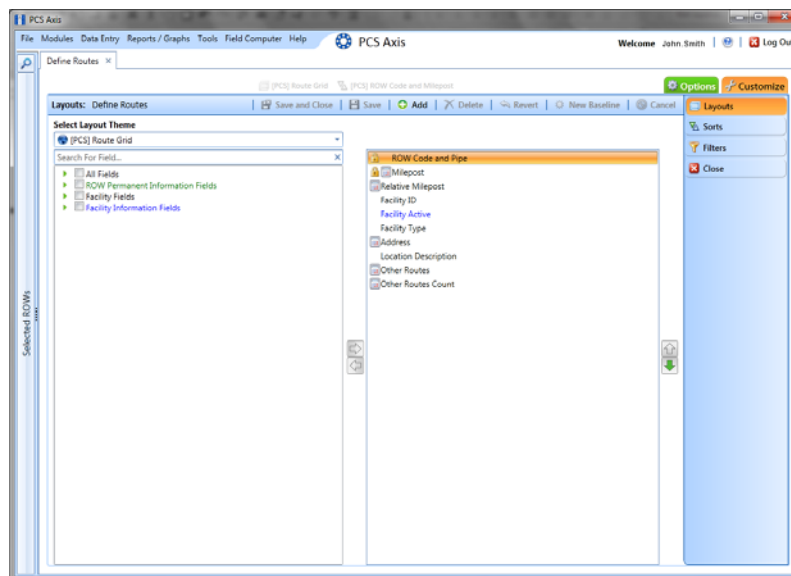 PCS Axis
File Modules Data Entry Reports / Graphs Tools Field Computer Help
PCS Axis
Welcome John.Smith
Log Ou
Define Routes
[PCS] Route Grid
[PCS] ROW Code and Milepost
Options
Customize
Layouts: Define Routes
Save and Close | Save | Add | Delete | Revert | New Baseline | Cancel
Select Layout Theme
[PCS] Route Grid
Search For Field...
All Fields
ROW Permanent Information Fields
Facility Fields
Facility Information Fields
ROW Code and Pipe
Milepost
Relative Milepost
Facility ID
Facility Active
Facility Type
Address
Location Description
Other Routes
Other Routes Count
Layouts
Sorts
Filters
Close
Selected ROWs